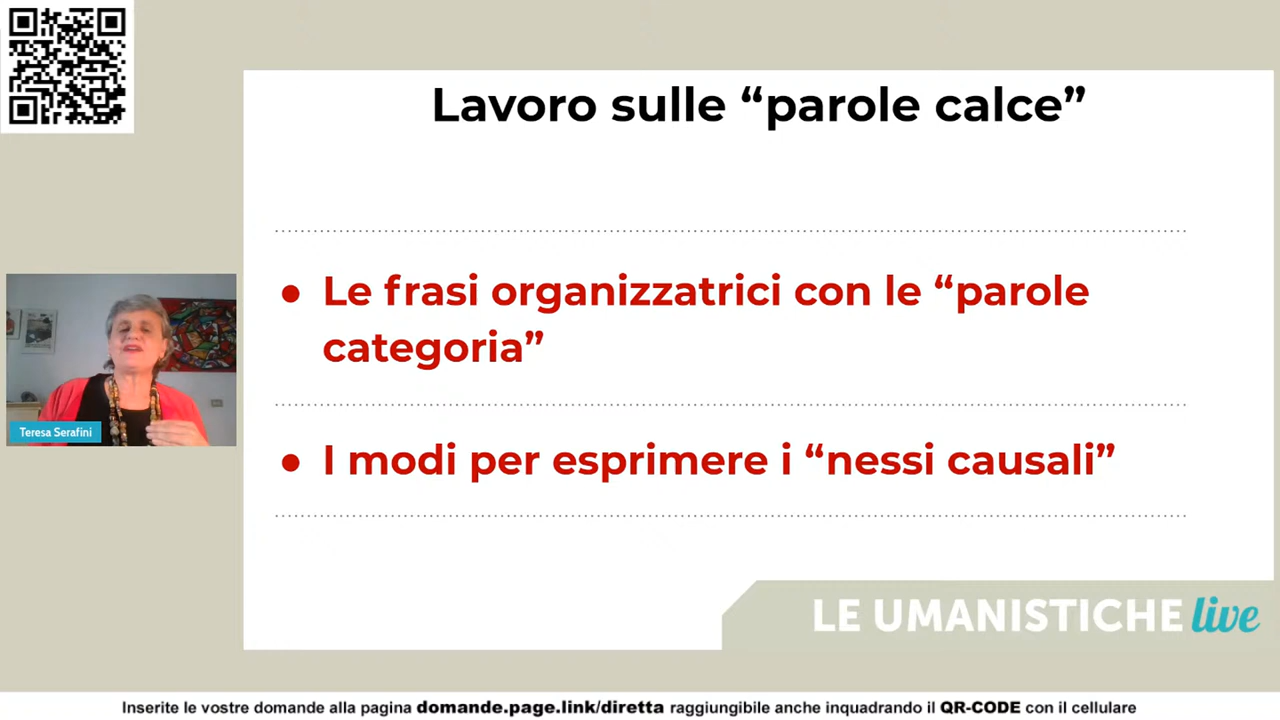 Lavoro sulle “parole calce”
● Le frasi organizzatrici con le “parole
categoria”
● I modi per esprimere i “nessi causali”
Teresa Serafini
LE UMANISTICHE live
Inserite le vostre domande alla pagina domande.page.link/diretta raggiungibile anche inquadrando il QR-CODE con il cellulare